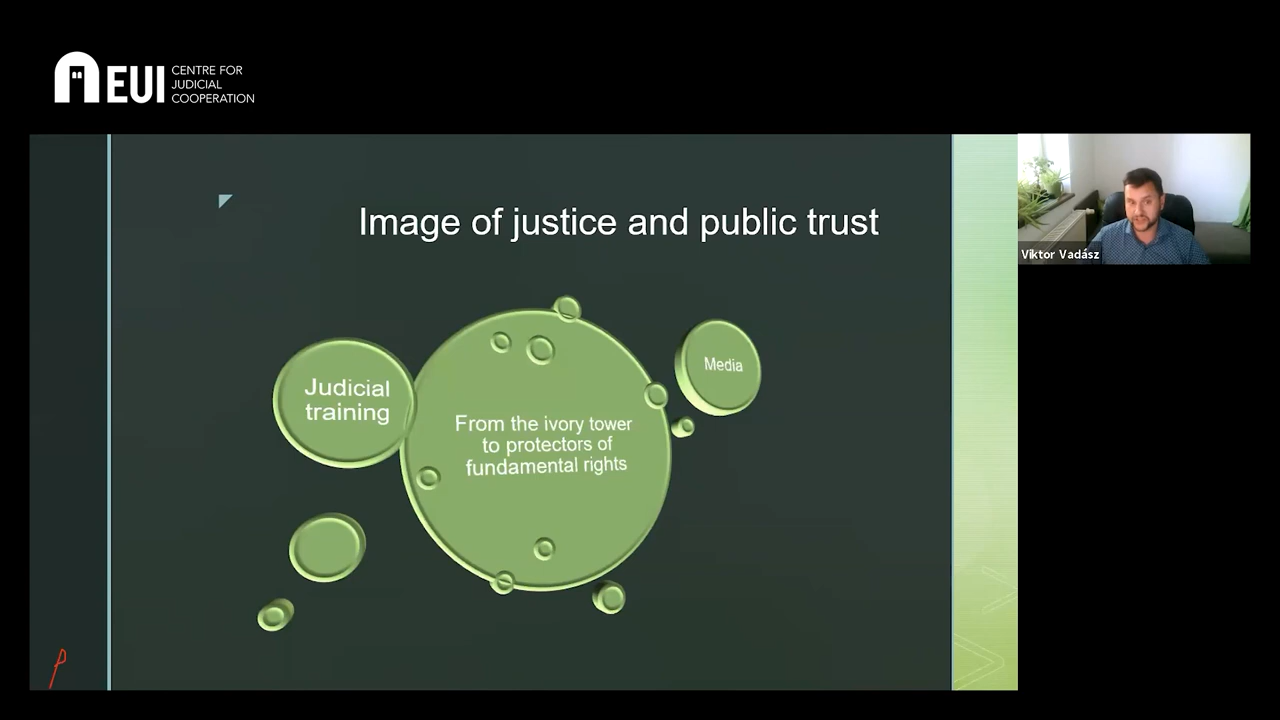 EUI
CENTRE FOR
JUDICIAL
COOPERATION
Image of justice and public trust
Judicial
training
From the ivory tower
to protectors of
fundamental rights
Media
Viktor Vadász